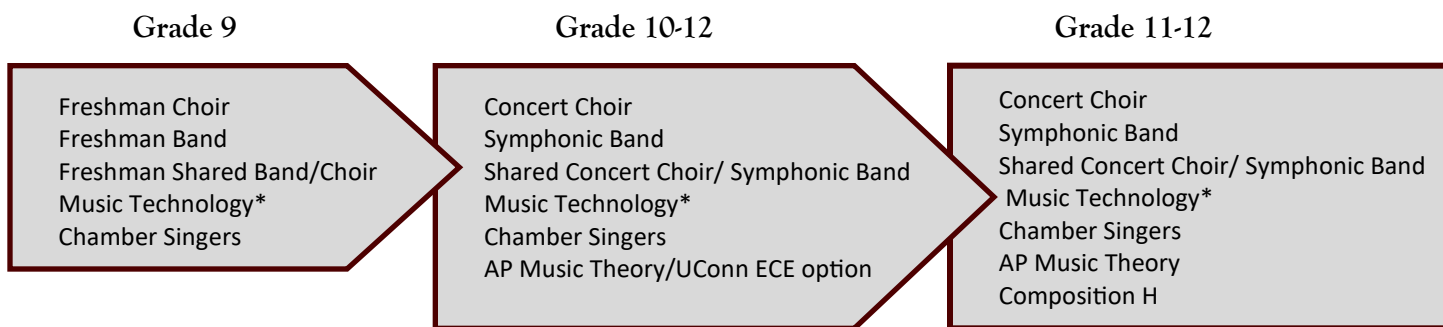 Grade 9
Freshman Choir
Freshman Band
Freshman Shared Band/Choir
Music Technology*
Chamber Singers
Grade 10-12
Concert Choir
Symphonic Band
Shared Concert Choir/ Symphonic Band
Music Technology*
Chamber Singers
AP Music Theory/UConn ECE option
Grade 11-12
Concert Choir
Symphonic Band
Shared Concert Choir/ Symphonic Band
Music Technology*
Chamber Singers
AP Music Theory
Composition H